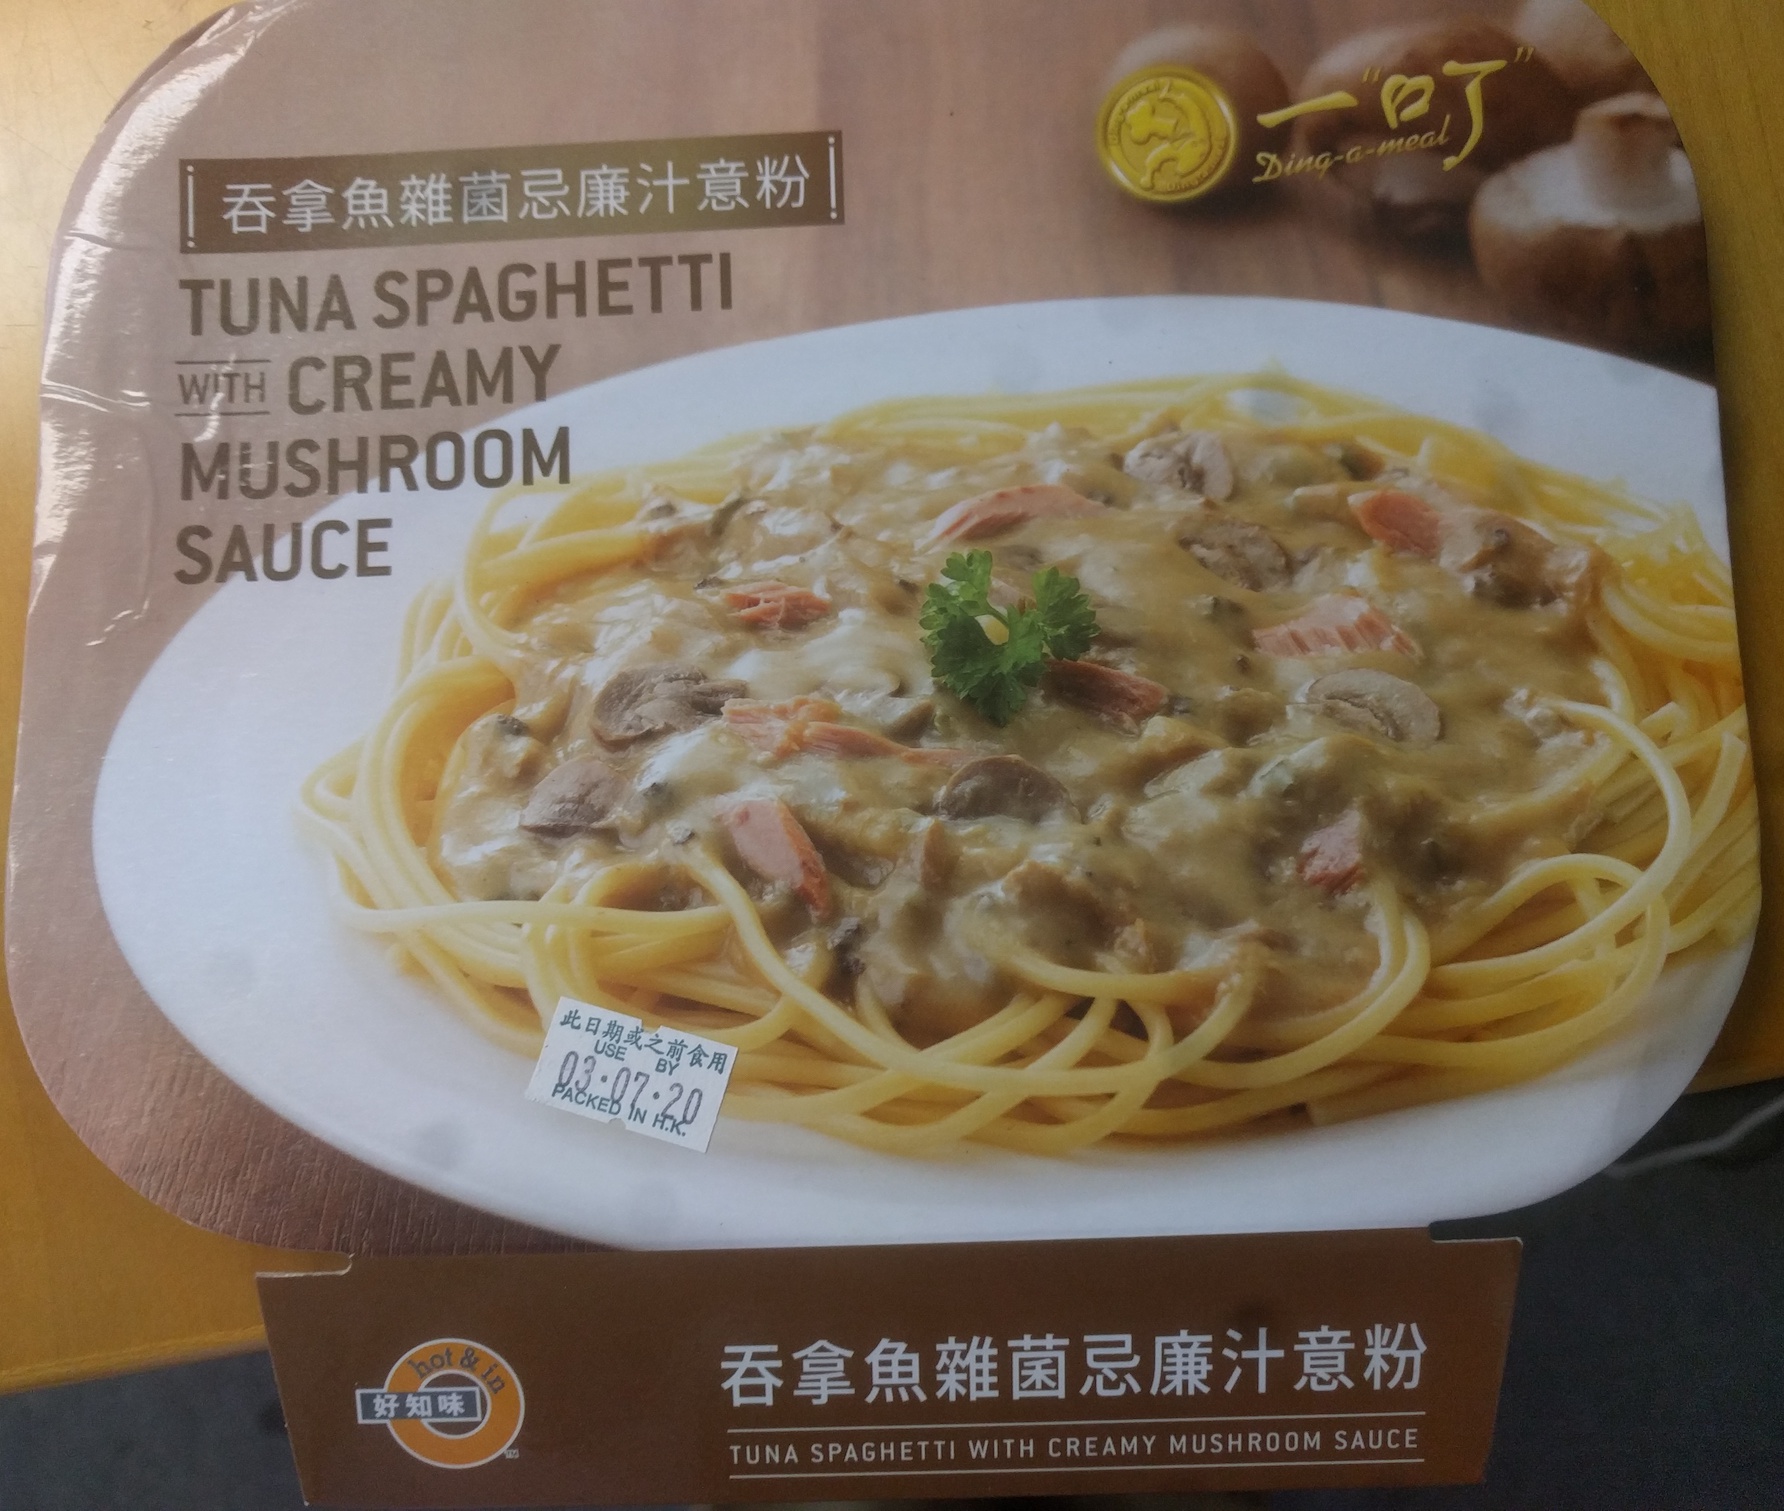 一“叮”
Ding-a-meal
吞拿魚雜菌忌廉汁意粉
TUNA SPAGHETTI
WITH CREAMY
MUSHROOM
SAUCE
此日期或之前食用
USE BY
03·07·20
PACKED IN H.K.
hot & in
好知味
TM
吞拿魚雜菌忌廉汁意粉
TUNA SPAGHETTI WITH CREAMY MUSHROOM SAUCE